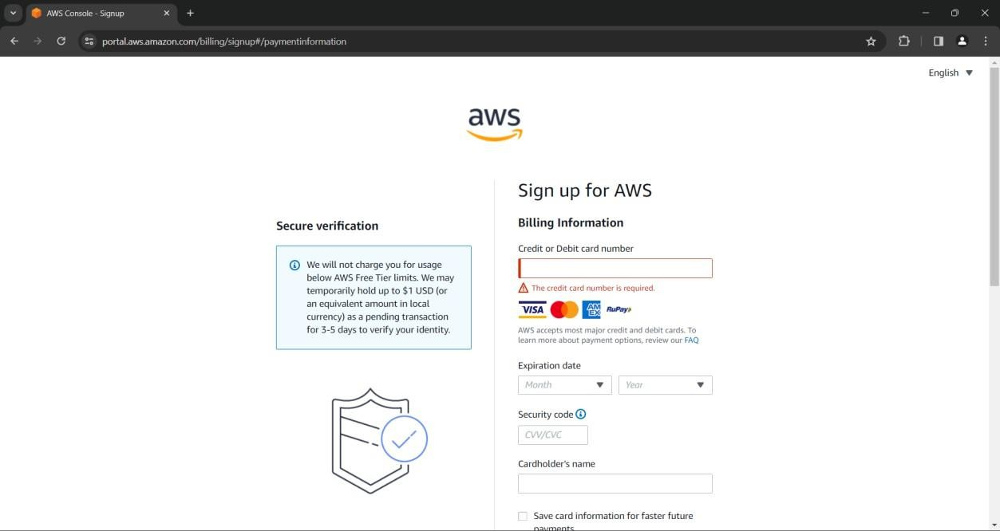 AWS Console - Signup
portal.aws.amazon.com/billing/signup#/paymentinformation
English
aws
Sign up for AWS
Secure verification
We will not charge you for usage
below AWS Free Tier limits. We may
temporarily hold up to $1 USD (or
an equivalent amount in local
currency) as a pending transaction
for 3-5 days to verify your identity.
Billing Information
Credit or Debit card number
The credit card number is required.
VISA AMEX RuPay
AWS accepts most major credit and debit cards. To
learn more about payment options, review our FAQ
Expiration date
Month Year
Security code
CVV/CVC
Cardholder's name
Save card information for faster future
payments